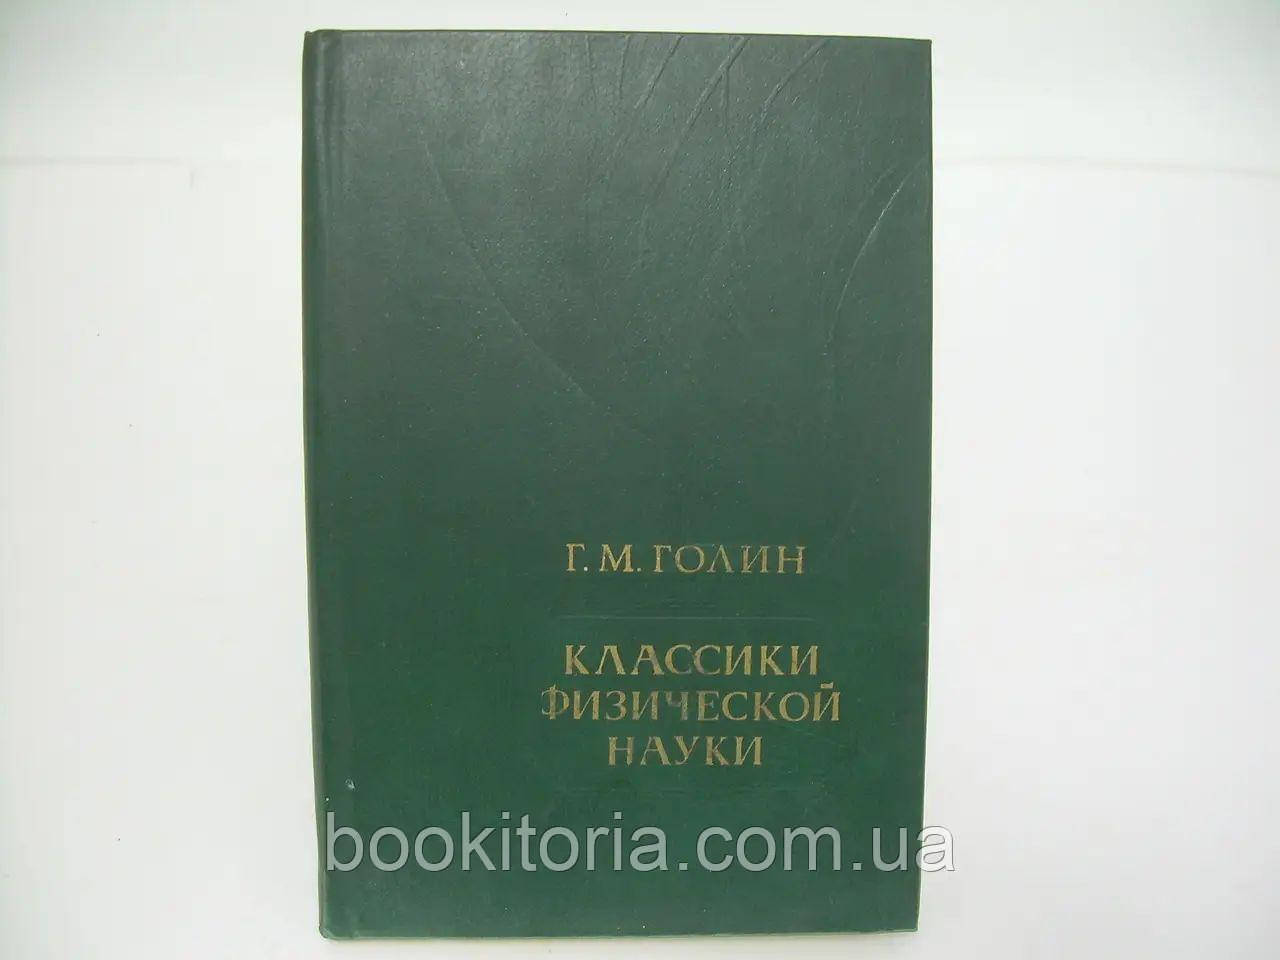 Г. М. ГОЛИН
КЛАССИКИ
ФИЗИЧЕСКОЙ
НАУКИ
bookitoria.com.ua